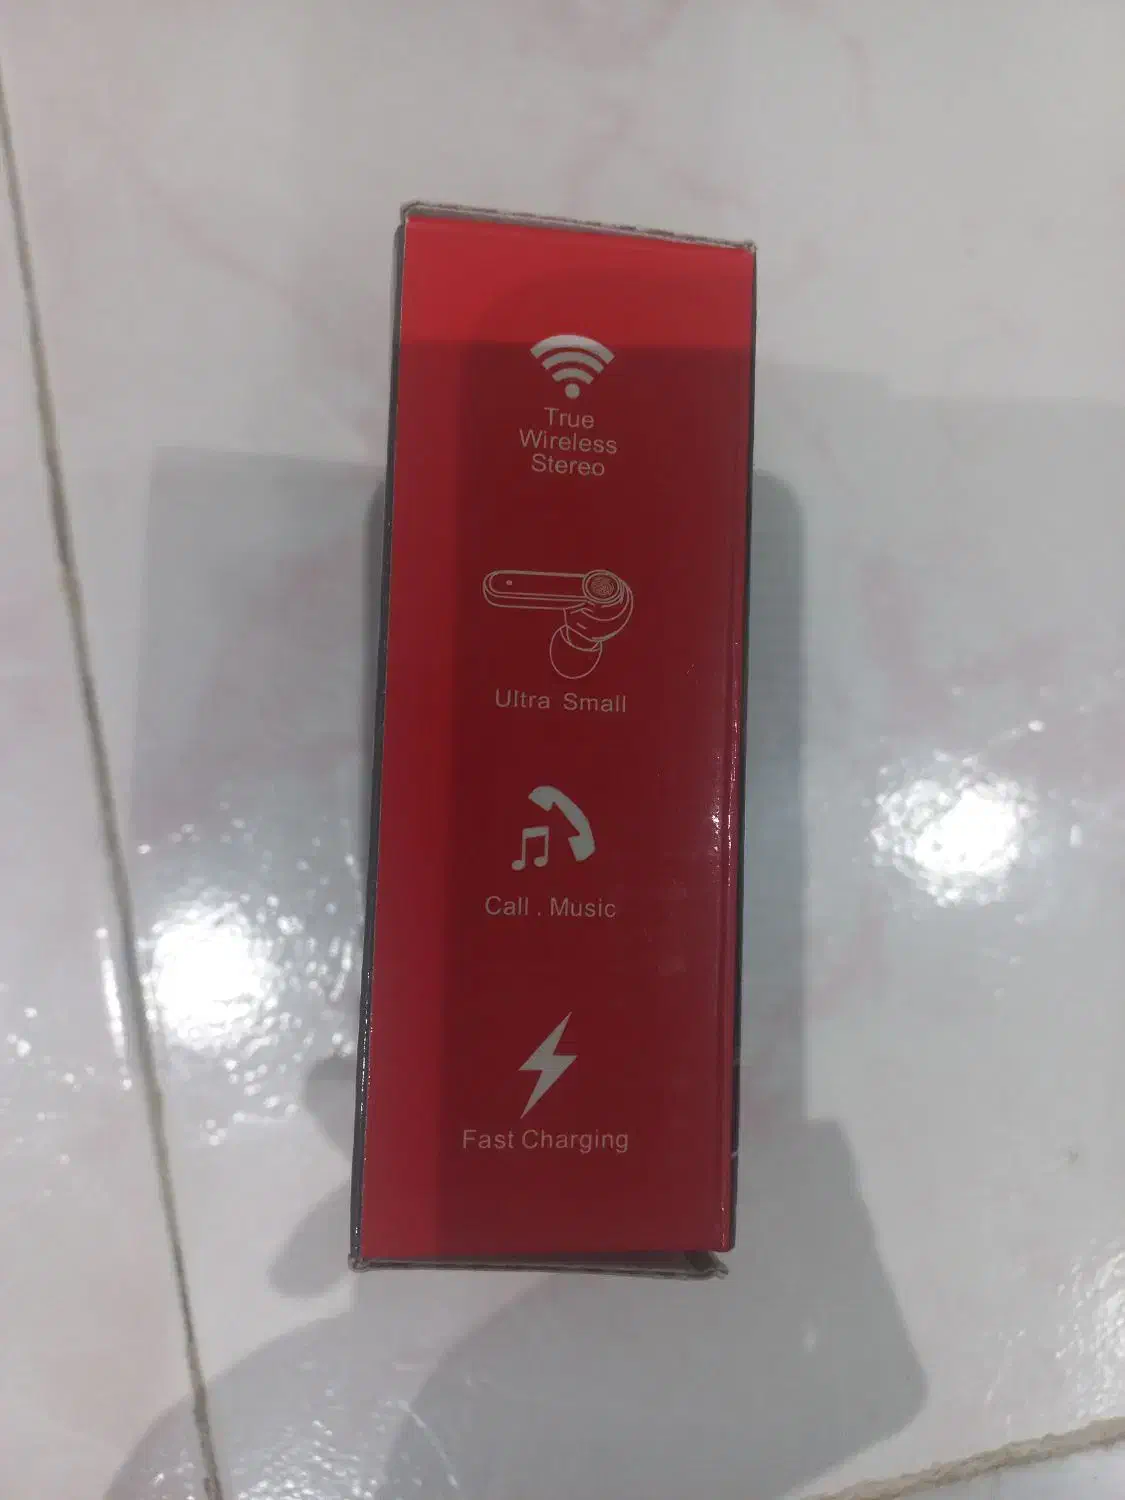 True
Wireless
Stereo
Ultra Small
Call . Music
Fast Charging